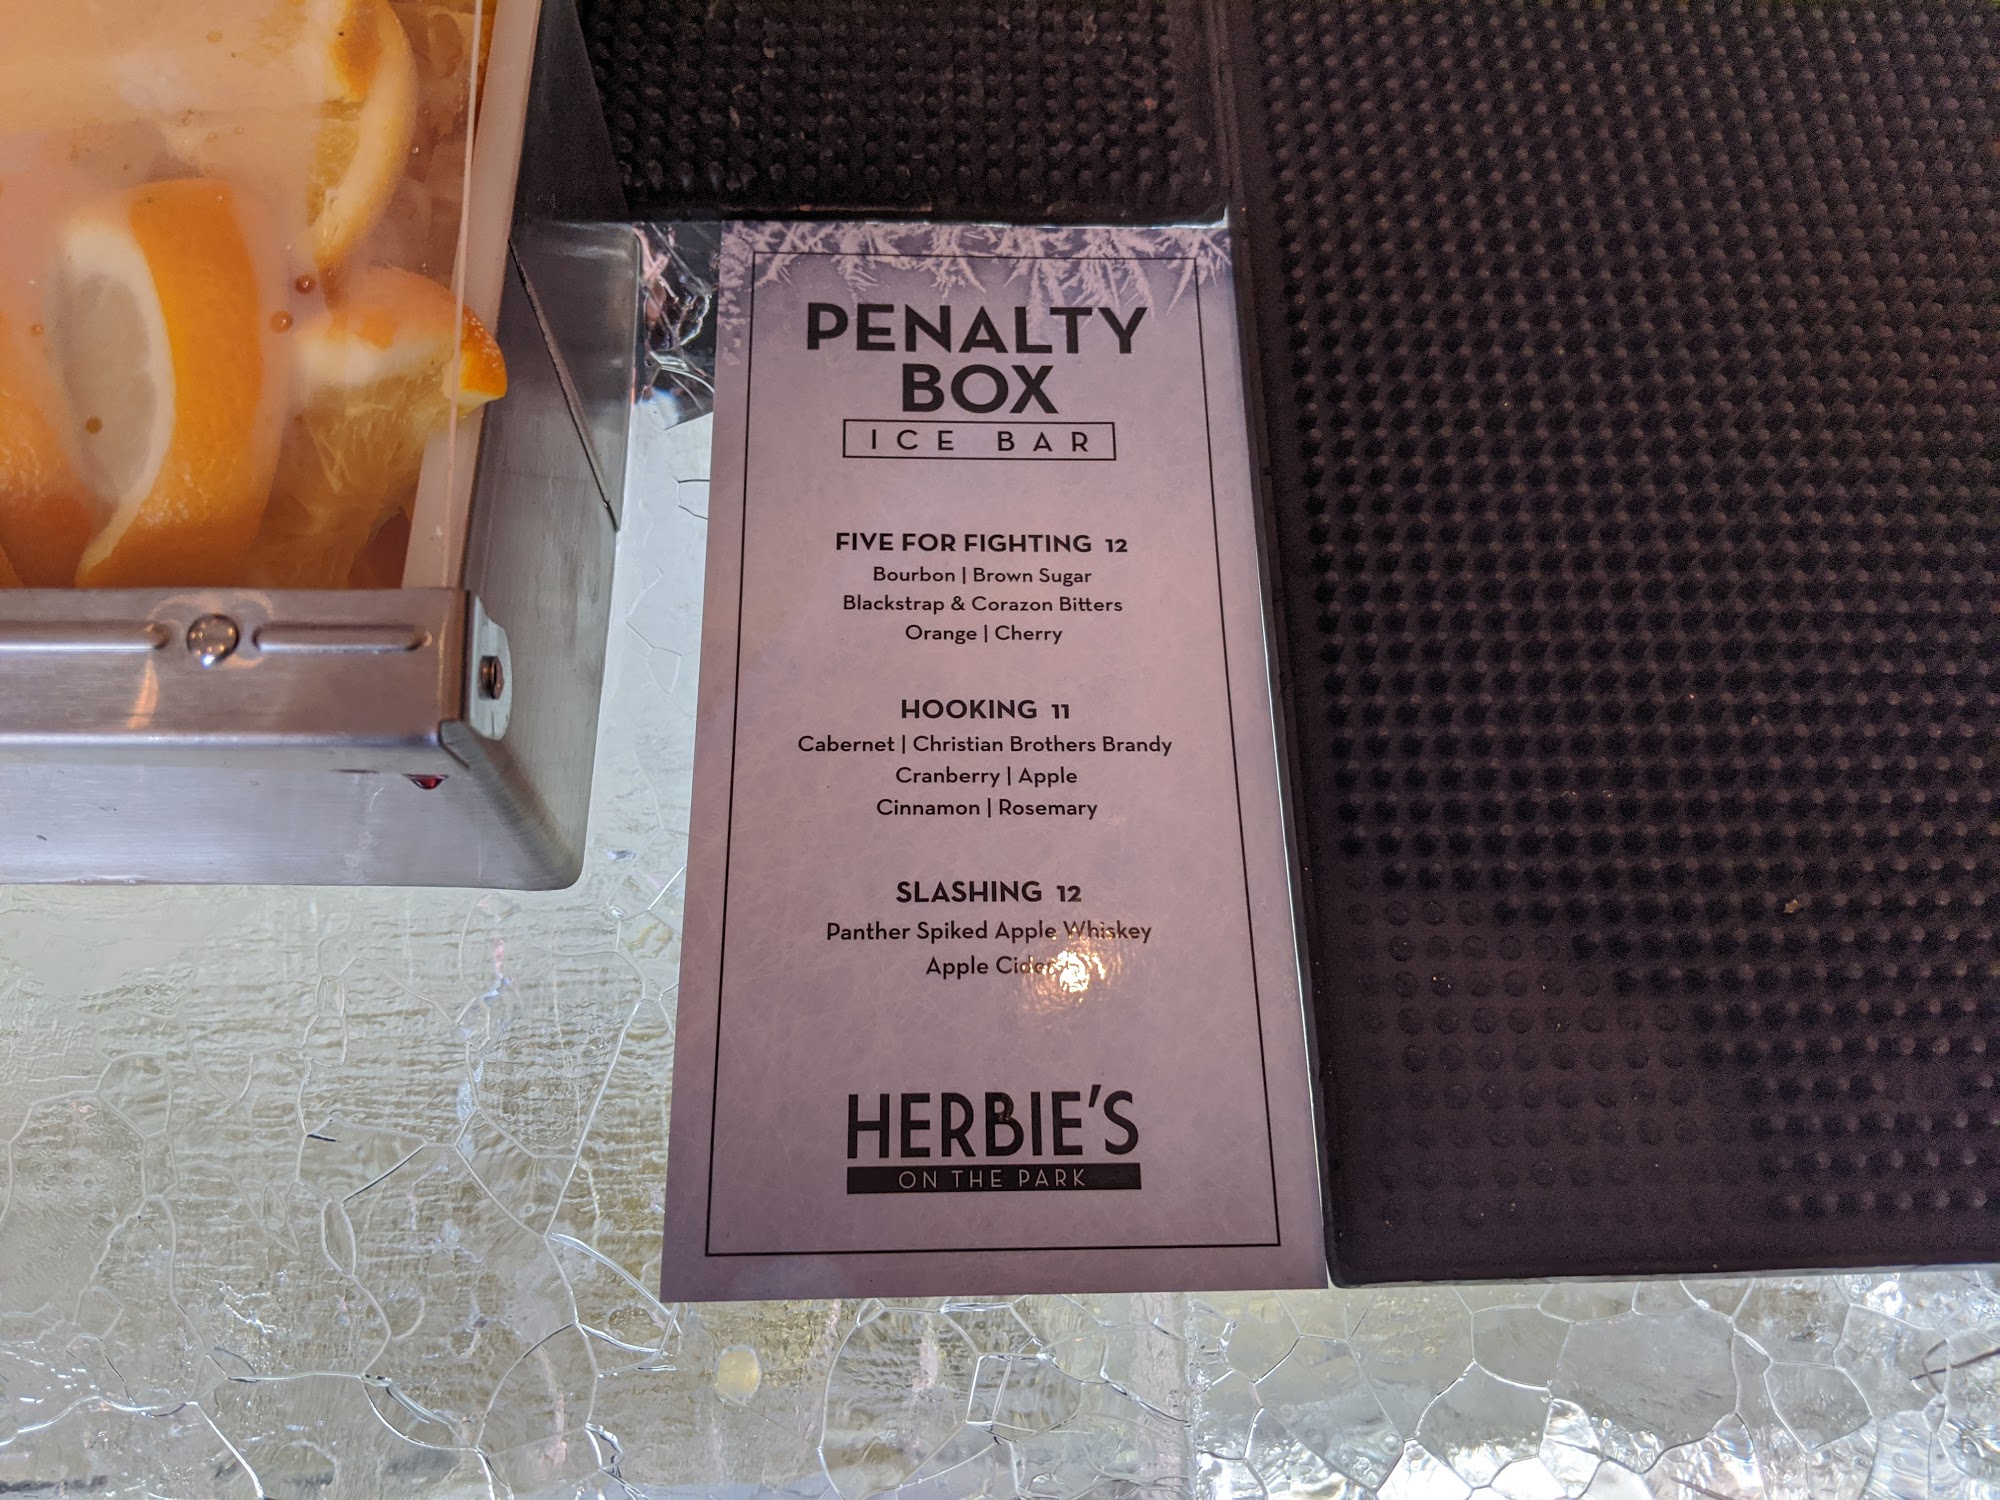 PENALTY
BOX
ICE BAR
FIVE FOR FIGHTING 12
Bourbon | Brown Sugar
Blackstrap & Corazon Bitters
Orange | Cherry
HOOKING 11
Cabernet | Christian Brothers Brandy
Cranberry | Apple
Cinnamon | Rosemary
SLASHING 12
Panther Spiked Apple Whiskey
Apple Cider
HERBIE'S
ON THE PARK